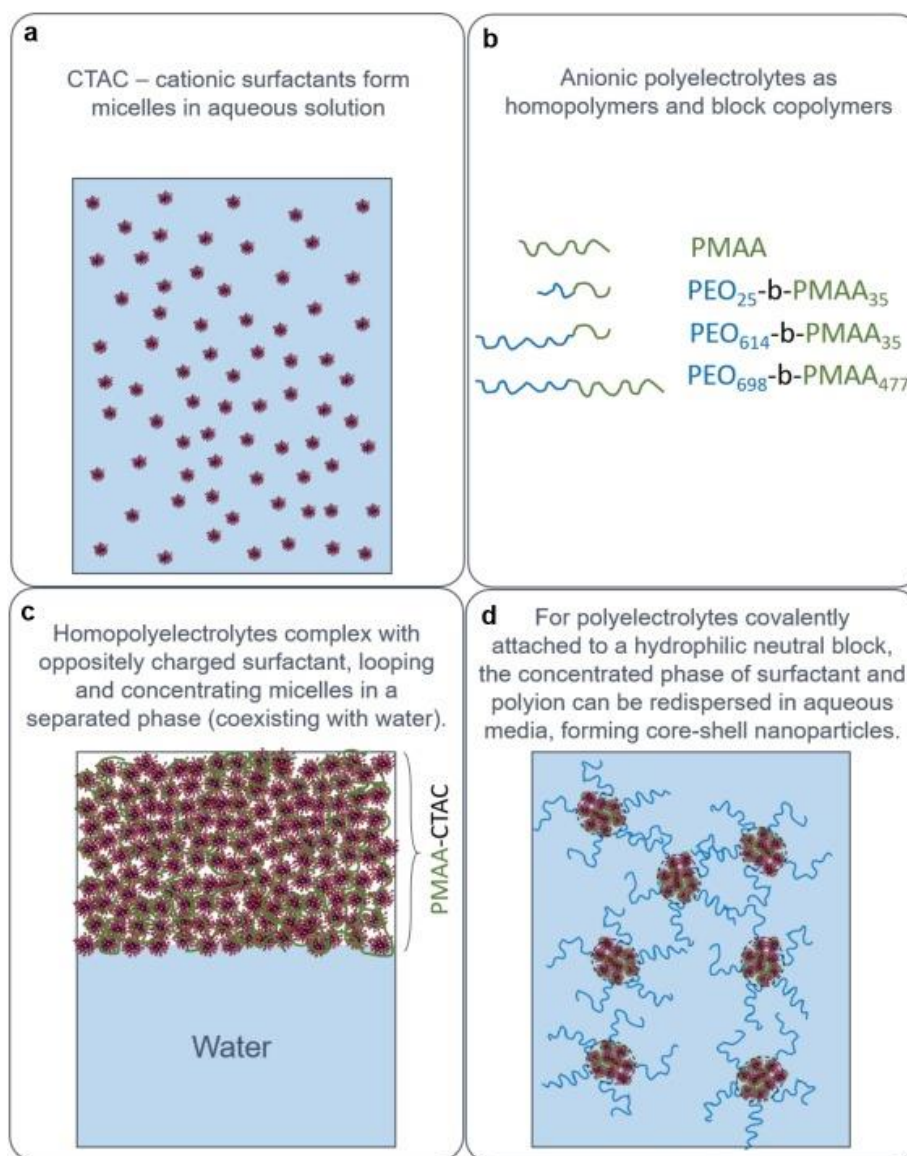 a
CTAC – cationic surfactants form
micelles in aqueous solution
b
Anionic polyelectrolytes as
homopolymers and block copolymers
PMAA
PEO₂₅-b-PMAA₃₅
PEO₆₁₄-b-PMAA₃₅
PEO₆₉₈-b-PMAA₄₇₇
c
Homopolyelectrolytes complex with
oppositely charged surfactant, looping
and concentrating micelles in a
separated phase (coexisting with water).
PMAA-CTAC
Water
d
For polyelectrolytes covalently
attached to a hydrophilic neutral block,
the concentrated phase of surfactant and
polyion can be redispersed in aqueous
media, forming core-shell nanoparticles.